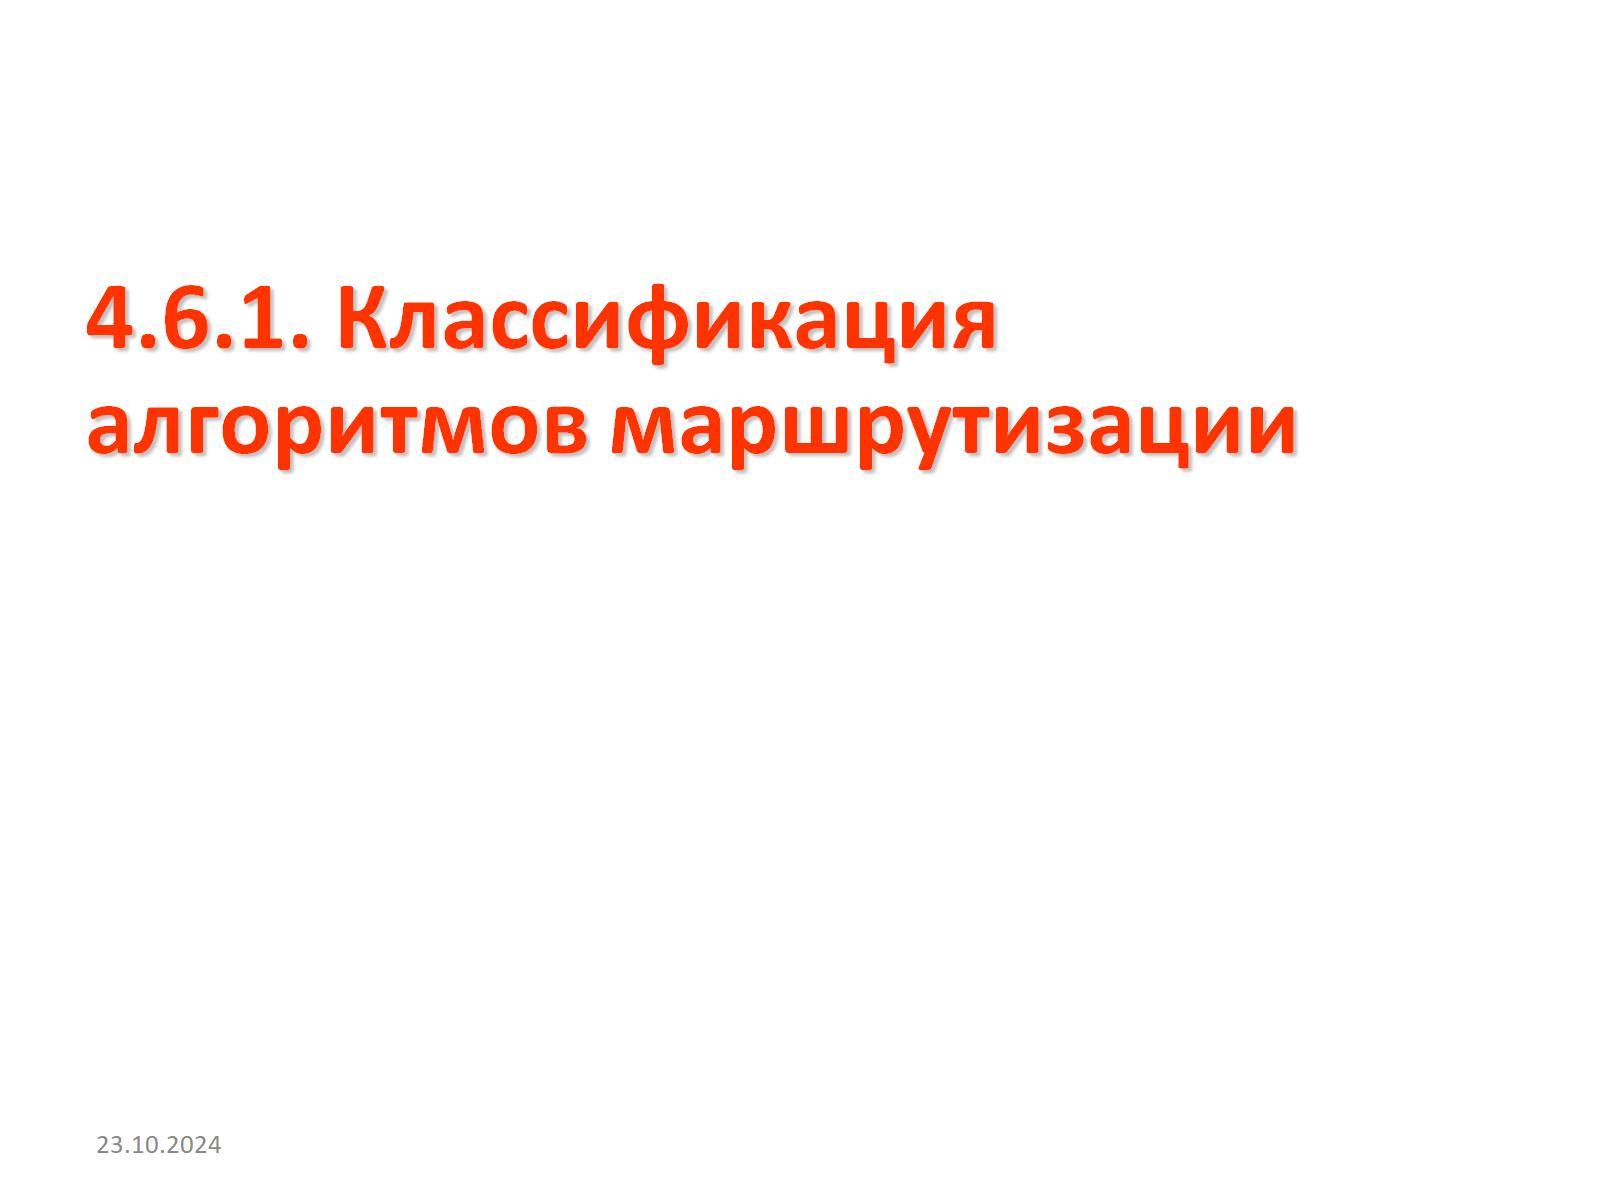 4.6.1. Классификация
алгоритмов маршрутизации
23.10.2024